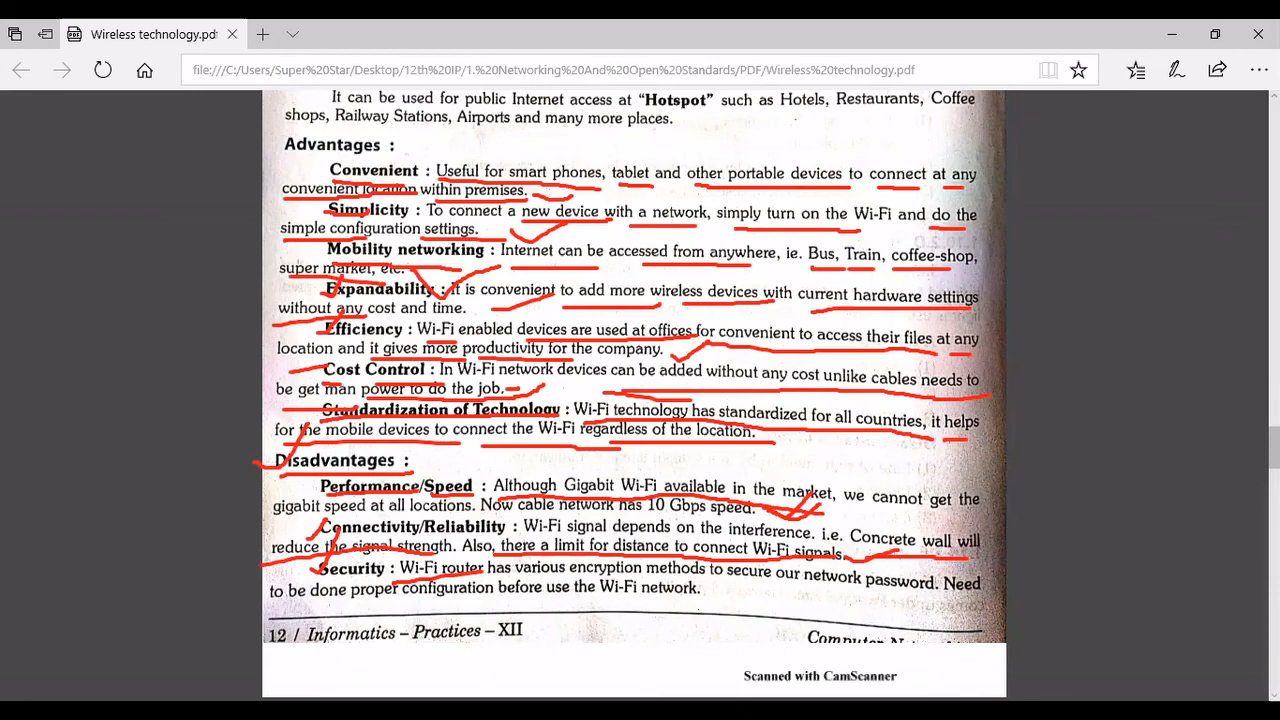 Wireless technology.pdf
file:///C:/Users/Super%20Star/Desktop/12th%20IP/1.%20Networking%20And%20Open%20Standards/PDF/Wireless%20technology.pdf
It can be used for public Internet access at “Hotspot” such as Hotels, Restaurants, Coffee
shops, Railway Stations, Airports and many more places.
Advantages :
Convenient : Useful for smart phones, tablet and other portable devices to connect at any
convenient location within premises.
Simplicity : To connect a new device with a network, simply turn on the Wi-Fi and do the
simple configuration settings.
Mobility networking : Internet can be accessed from anywhere, ie. Bus, Train, coffee-shop,
super market, etc.
Expandability : It is convenient to add more wireless devices with current hardware settings
without any cost and time.
Efficiency : Wi-Fi enabled devices are used at offices for convenient to access their files at any
location and it gives more productivity for the company.
Cost Control : In Wi-Fi network devices can be added without any cost unlike cables needs to
be get man power to do the job.
Standardization of Technology : Wi-Fi technology has standardized for all countries, it helps
for the mobile devices to connect the Wi-Fi regardless of the location.
Disadvantages :
Performance/Speed : Although Gigabit Wi-Fi available in the market, we cannot get the
gigabit speed at all locations. Now cable network has 10 Gbps speed.
Connectivity/Reliability : Wi-Fi signal depends on the interference. i.e. Concrete wall will
reduce the signal strength. Also, there a limit for distance to connect Wi-Fi signals.
Security : Wi-Fi router has various encryption methods to secure our network password. Need
to be done proper configuration before use the Wi-Fi network.
12 / Informatics – Practices – XII
Scanned with CamScanner